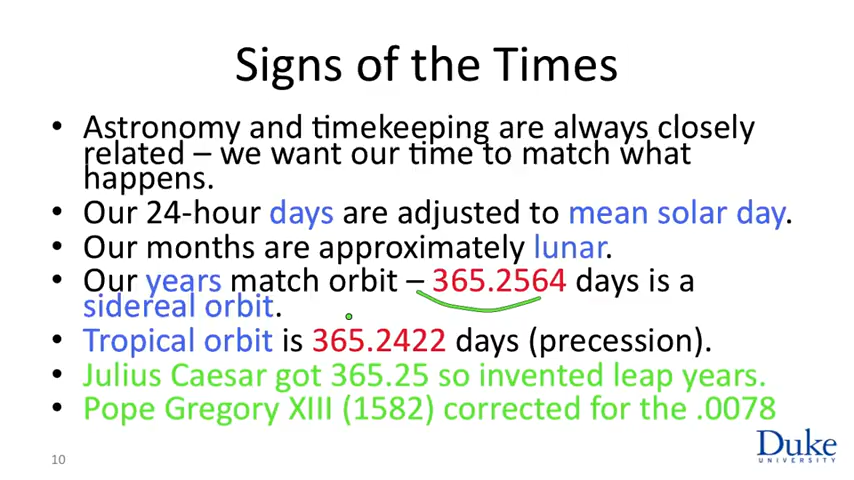 Signs of the Times
• Astronomy and timekeeping are always closely
related – we want our time to match what
happens.
• Our 24-hour days are adjusted to mean solar day.
• Our months are approximately lunar.
• Our years match orbit – 365.2564 days is a
sidereal orbit.
• Tropical orbit is 365.2422 days (precession).
• Julius Caesar got 365.25 so invented leap years.
• Pope Gregory XIII (1582) corrected for the .0078
10
Duke
UNIVERSITY